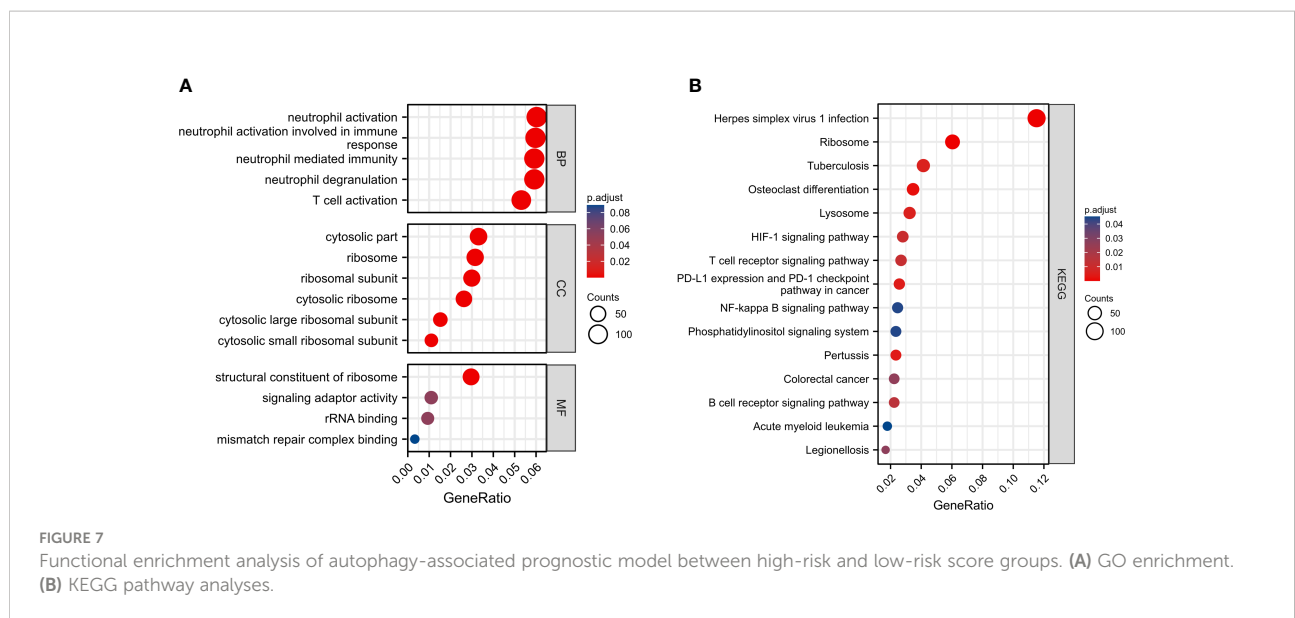 A
neutrophil activation
neutrophil activation involved in immune
response
neutrophil mediated immunity
neutrophil degranulation
T cell activation
BP
cytosolic part
ribosome
ribosomal subunit
cytosolic ribosome
cytosolic large ribosomal subunit
cytosolic small ribosomal subunit
CC
structural constituent of ribosome
signaling adaptor activity
rRNA binding
mismatch repair complex binding
MF
0.00 0.01 0.02 0.03 0.04 0.05 0.06
GeneRatio
p.adjust
0.08
0.06
0.04
0.02
Counts
50
100
B
Herpes simplex virus 1 infection
Ribosome
Tuberculosis
Osteoclast differentiation
Lysosome
HIF-1 signaling pathway
T cell receptor signaling pathway
PD-L1 expression and PD-1 checkpoint
pathway in cancer
NF-kappa B signaling pathway
Phosphatidylinositol signaling system
Pertussis
Colorectal cancer
B cell receptor signaling pathway
Acute myeloid leukemia
Legionellosis
KEGG
0.02 0.04 0.06 0.08 0.10 0.12
GeneRatio
p.adjust
0.04
0.03
0.02
0.01
Counts
50
100
FIGURE 7
Functional enrichment analysis of autophagy-associated prognostic model between high-risk and low-risk score groups. (A) GO enrichment.
(B) KEGG pathway analyses.